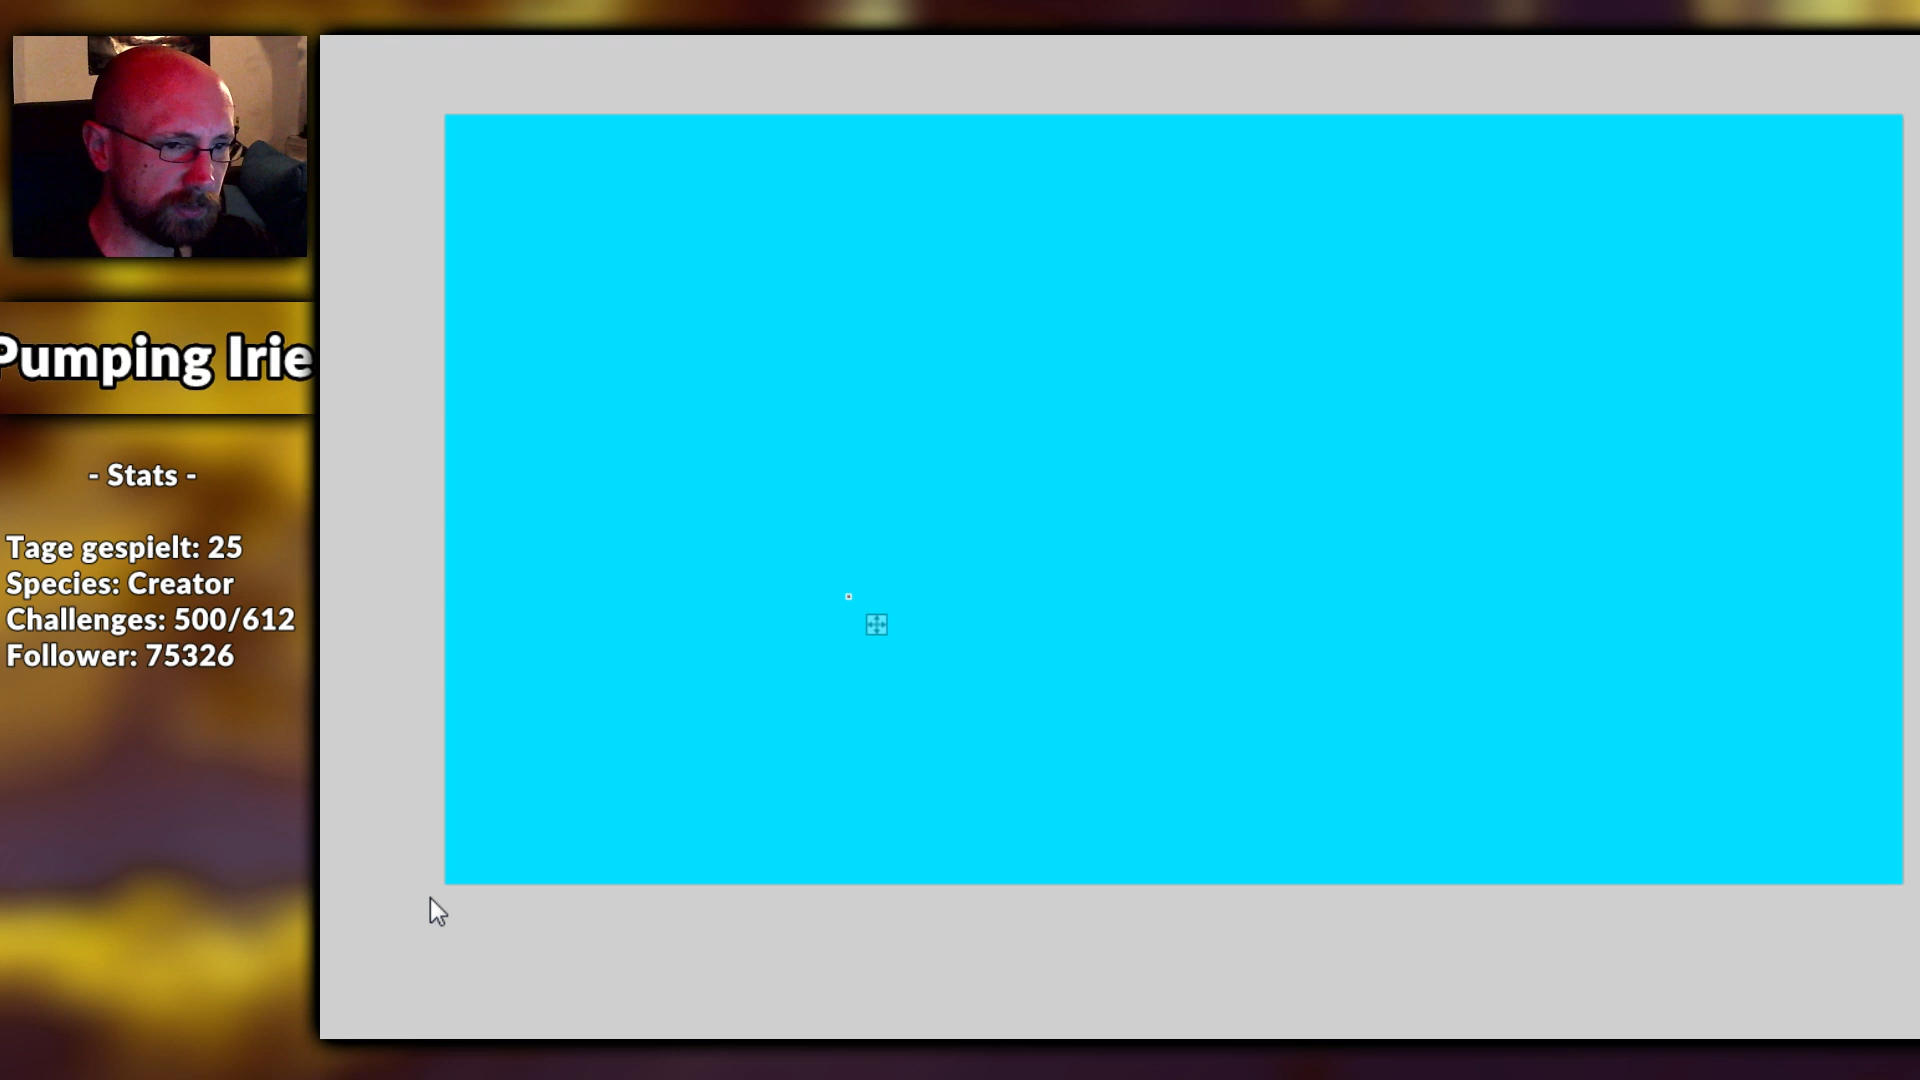 Pumping Irie
- Stats -
Tage gespielt: 25
Species: Creator
Challenges: 500/612
Follower: 75326